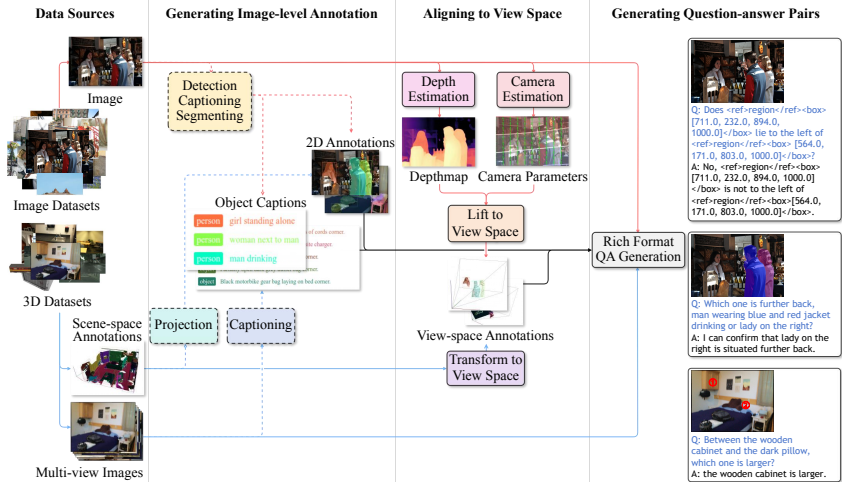 Data Sources
Generating Image-level Annotation
Aligning to View Space
Generating Question-answer Pairs
Image
Image Datasets
3D Datasets
Scene-space
Annotations
Multi-view Images
Detection
Captioning
Segmenting
2D Annotations
Object Captions
person girl standing alone
person woman next to man
person man drinking
of cords corner.
charger.
corner.
object Black motorbike gear bag laying on bed corner.
Projection
Captioning
Depth
Estimation
Camera
Estimation
Depthmap
Camera Parameters
Lift to
View Space
View-space Annotations
Transform to
View Space
Rich Format
QA Generation
Q: Does <ref>region</ref><box>
[711.0, 232.0, 894.0,
1000.0]</box> lie to the left of
<ref>region</ref><box> [564.0,
171.0, 803.0, 1000.0]</box>?
A: No, <ref>region</ref><box>
[711.0, 232.0, 894.0, 1000.0]
</box> is not to the left of
<ref>region</ref><box>[564.0,
171.0, 803.0, 1000.0]</box>.
Q: Which one is further back,
man wearing blue and red jacket
drinking or lady on the right?
A: I can confirm that lady on the
right is situated further back.
Q: Between the wooden
cabinet and the dark pillow,
which one is larger?
A: the wooden cabinet is larger.